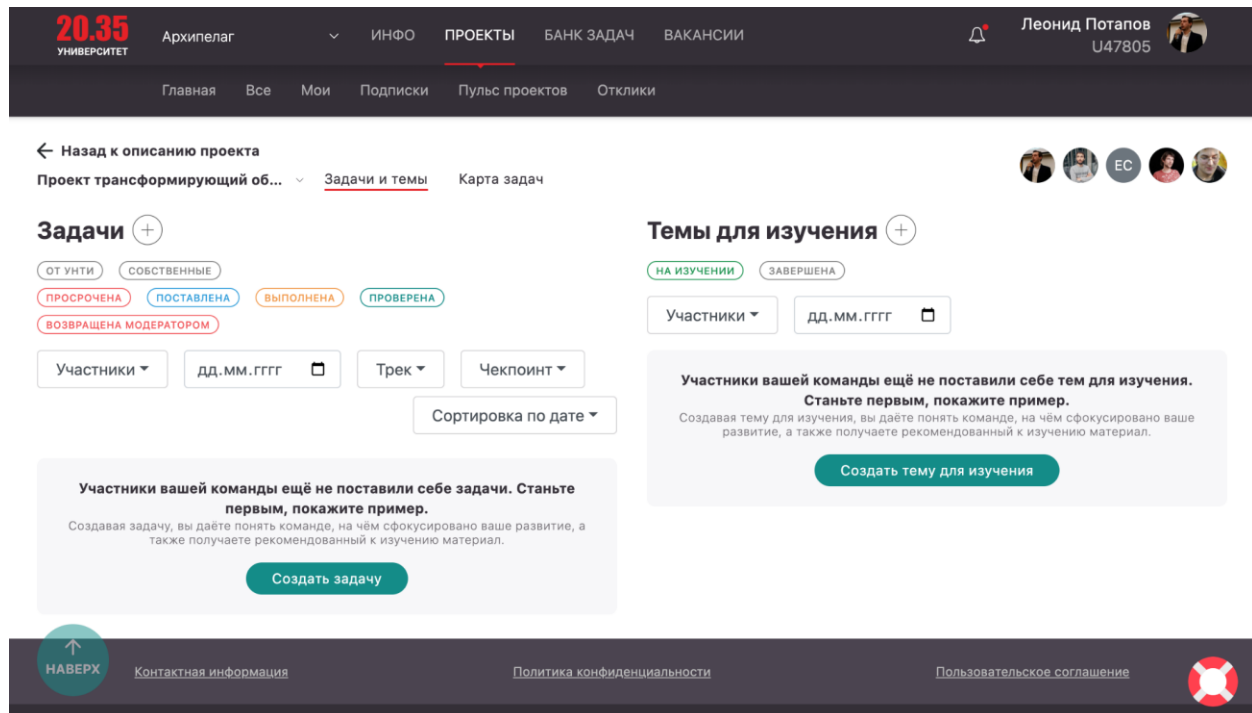 20.35
УНИВЕРСИТЕТ
Архипелаг ИНФО ПРОЕКТЫ БАНК ЗАДАЧ ВАКАНСИИ
Леонид Потапов
U47805
Главная Все Мои Подписки Пульс проектов Отклики
Назад к описанию проекта
Проект трансформирующий об... Задачи и темы Карта задач
ЕС
Задачи
ОТ УНТИ СОБСТВЕННЫЕ
ПРОСРОЧЕНА ПОСТАВЛЕНА ВЫПОЛНЕНА ПРОВЕРЕНА
ВОЗВРАЩЕНА МОДЕРАТОРОМ
Участники дд.мм.гггг Трек Чекпоинт
Сортировка по дате
Участники вашей команды ещё не поставили себе задачи. Станьте
первым, покажите пример.
Создавая задачу, вы даёте понять команде, на чём сфокусировано ваше развитие, а
также получаете рекомендованный к изучению материал.
Создать задачу
Темы для изучения
НА ИЗУЧЕНИИ ЗАВЕРШЕНА
Участники дд.мм.гггг
Участники вашей команды ещё не поставили себе тем для изучения.
Станьте первым, покажите пример.
Создавая тему для изучения, вы даёте понять команде, на чём сфокусировано ваше
развитие, а также получаете рекомендованный к изучению материал.
Создать тему для изучения
НАВЕРХ
Контактная информация Политика конфиденциальности Пользовательское соглашение